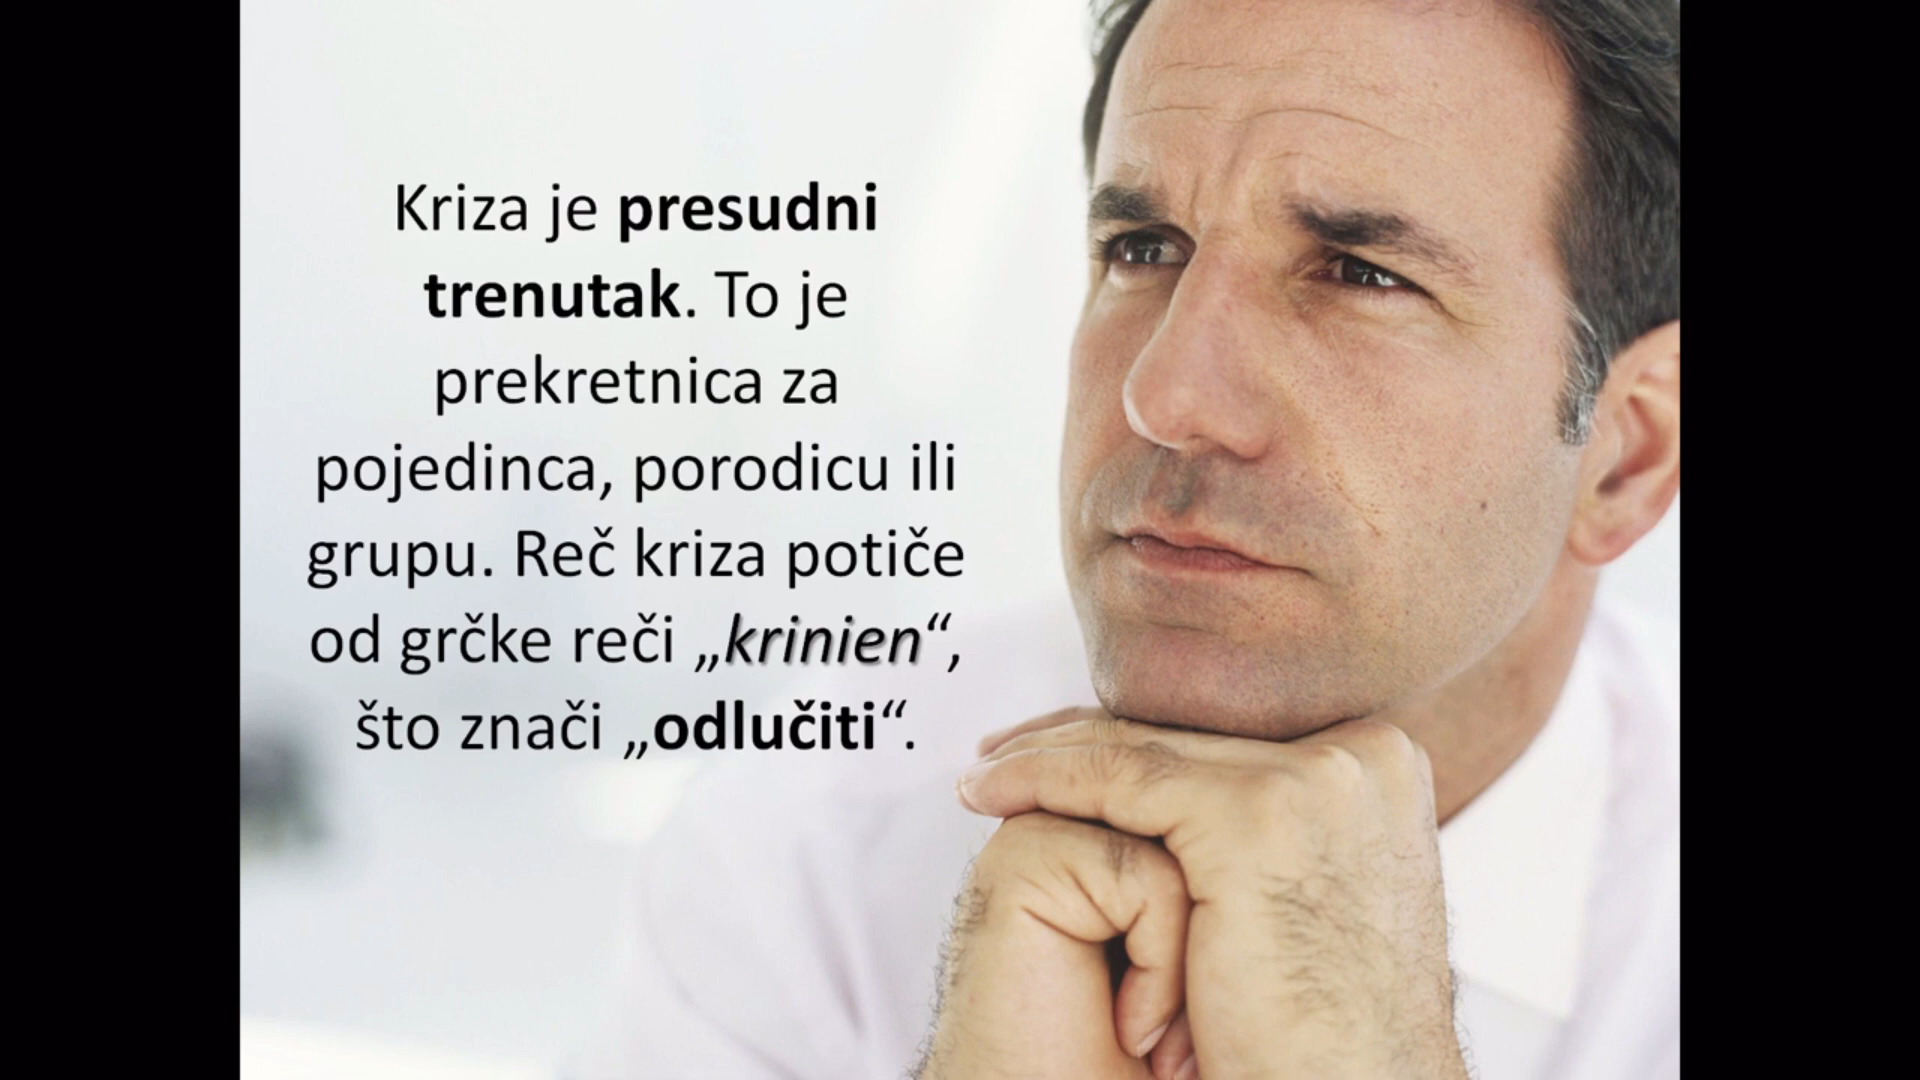 Kriza je presudni
trenutak. To je
prekretnica za
pojedinca, porodicu ili
grupu. Reč kriza potiče
od grčke reči „krinien“,
što znači „odlučiti“.